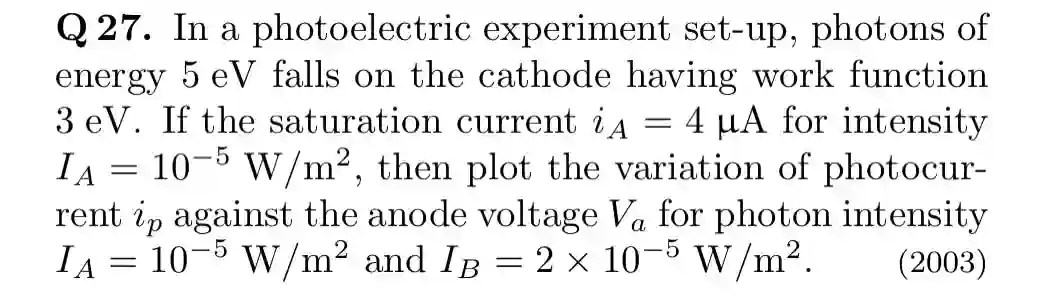 Q 27. In a photoelectric experiment set-up, photons of
energy 5 eV falls on the cathode having work function
3 eV. If the saturation current i_A = 4 μA for intensity
I_A = 10⁻⁵ W/m², then plot the variation of photocur-
rent i_p against the anode voltage V_a for photon intensity
I_A = 10⁻⁵ W/m² and I_B = 2 × 10⁻⁵ W/m². (2003)